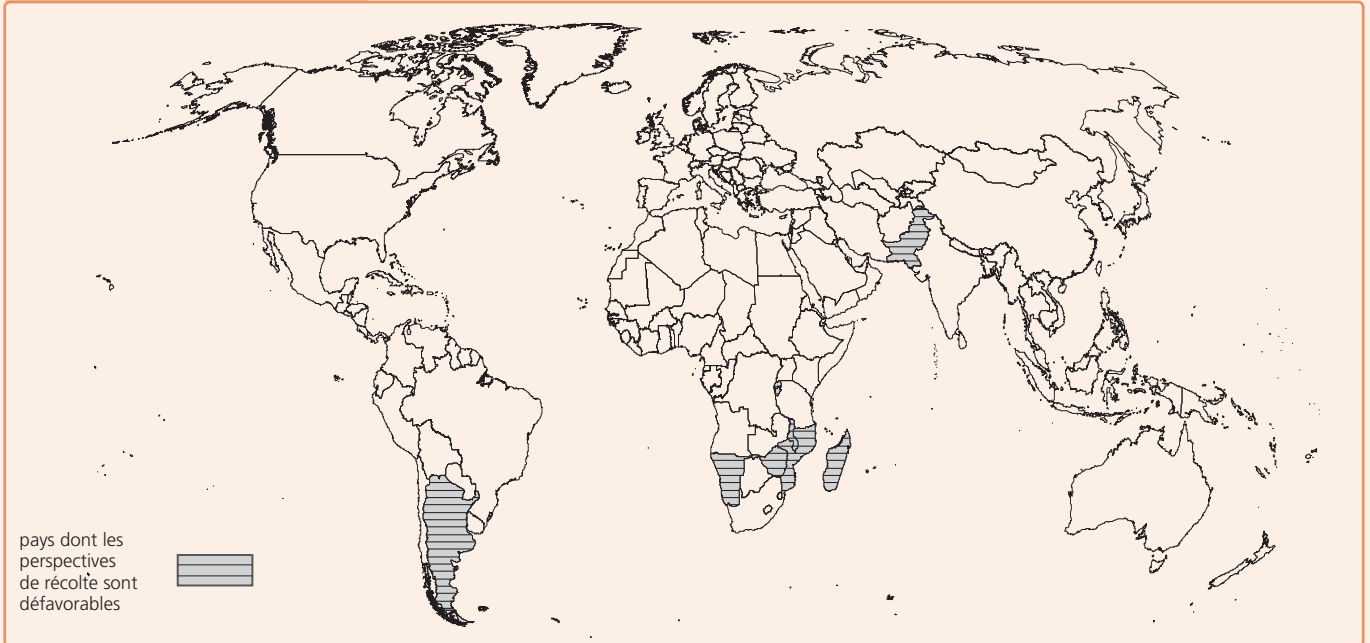 pays dont les
perspectives
de récolte sont
défavorables